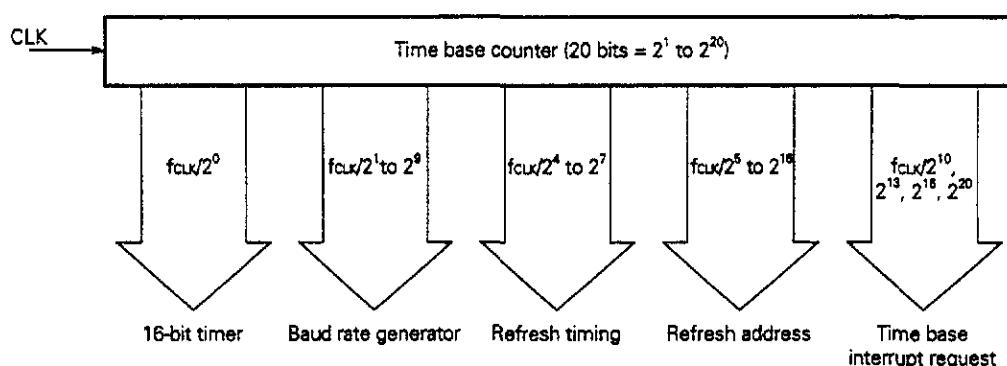 CLK
Time base counter (20 bits = 2¹ to 2²⁰)
fCLK/2⁰
fCLK/2¹ to 2⁹
fCLK/2⁴ to 2⁷
fCLK/2⁵ to 2¹⁶
fCLK/2¹⁰,
2¹³, 2¹⁶, 2²⁰
16-bit timer
Baud rate generator
Refresh timing
Refresh address
Time base
interrupt request